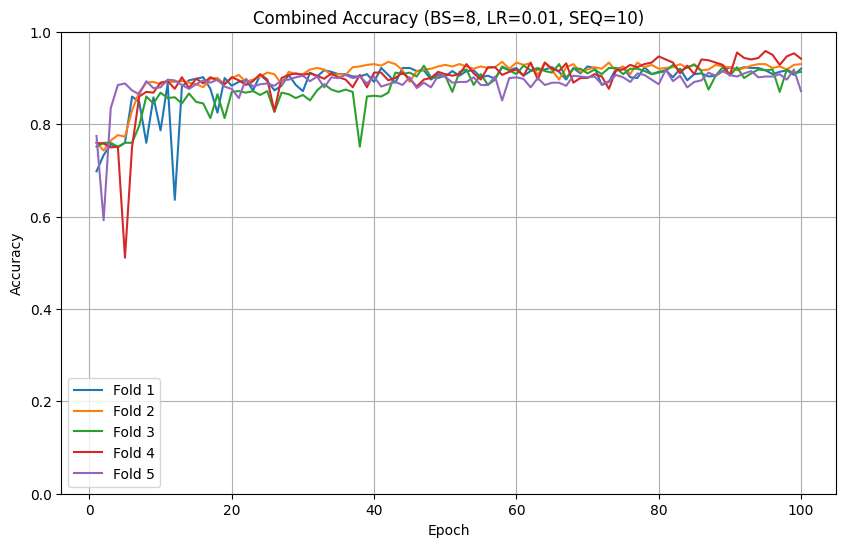 Combined Accuracy (BS=8, LR=0.01, SEQ=10)
1.0
0.8
0.6
0.4
0.2
0.0
Accuracy
Fold 1
Fold 2
Fold 3
Fold 4
Fold 5
0 20 40 60 80 100
Epoch